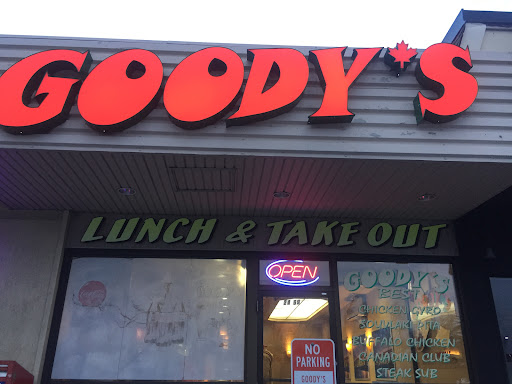 GOODY'S
LUNCH & TAKE OUT
OPEN
GOODY'S
BEST
CHICKEN GYRO
SOUVLAKI PITA
BUFFALO CHICKEN
CANADIAN CLUB
STEAK SUB
NO
PARKING
GOODY'S